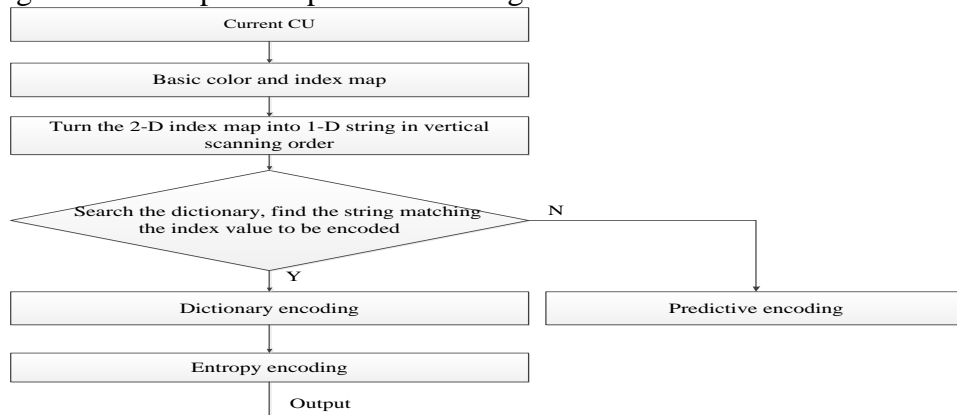 Current CU
Basic color and index map
Turn the 2-D index map into 1-D string in vertical
scanning order
Search the dictionary, find the string matching
the index value to be encoded
N
Y
Dictionary encoding
Predictive encoding
Entropy encoding
Output